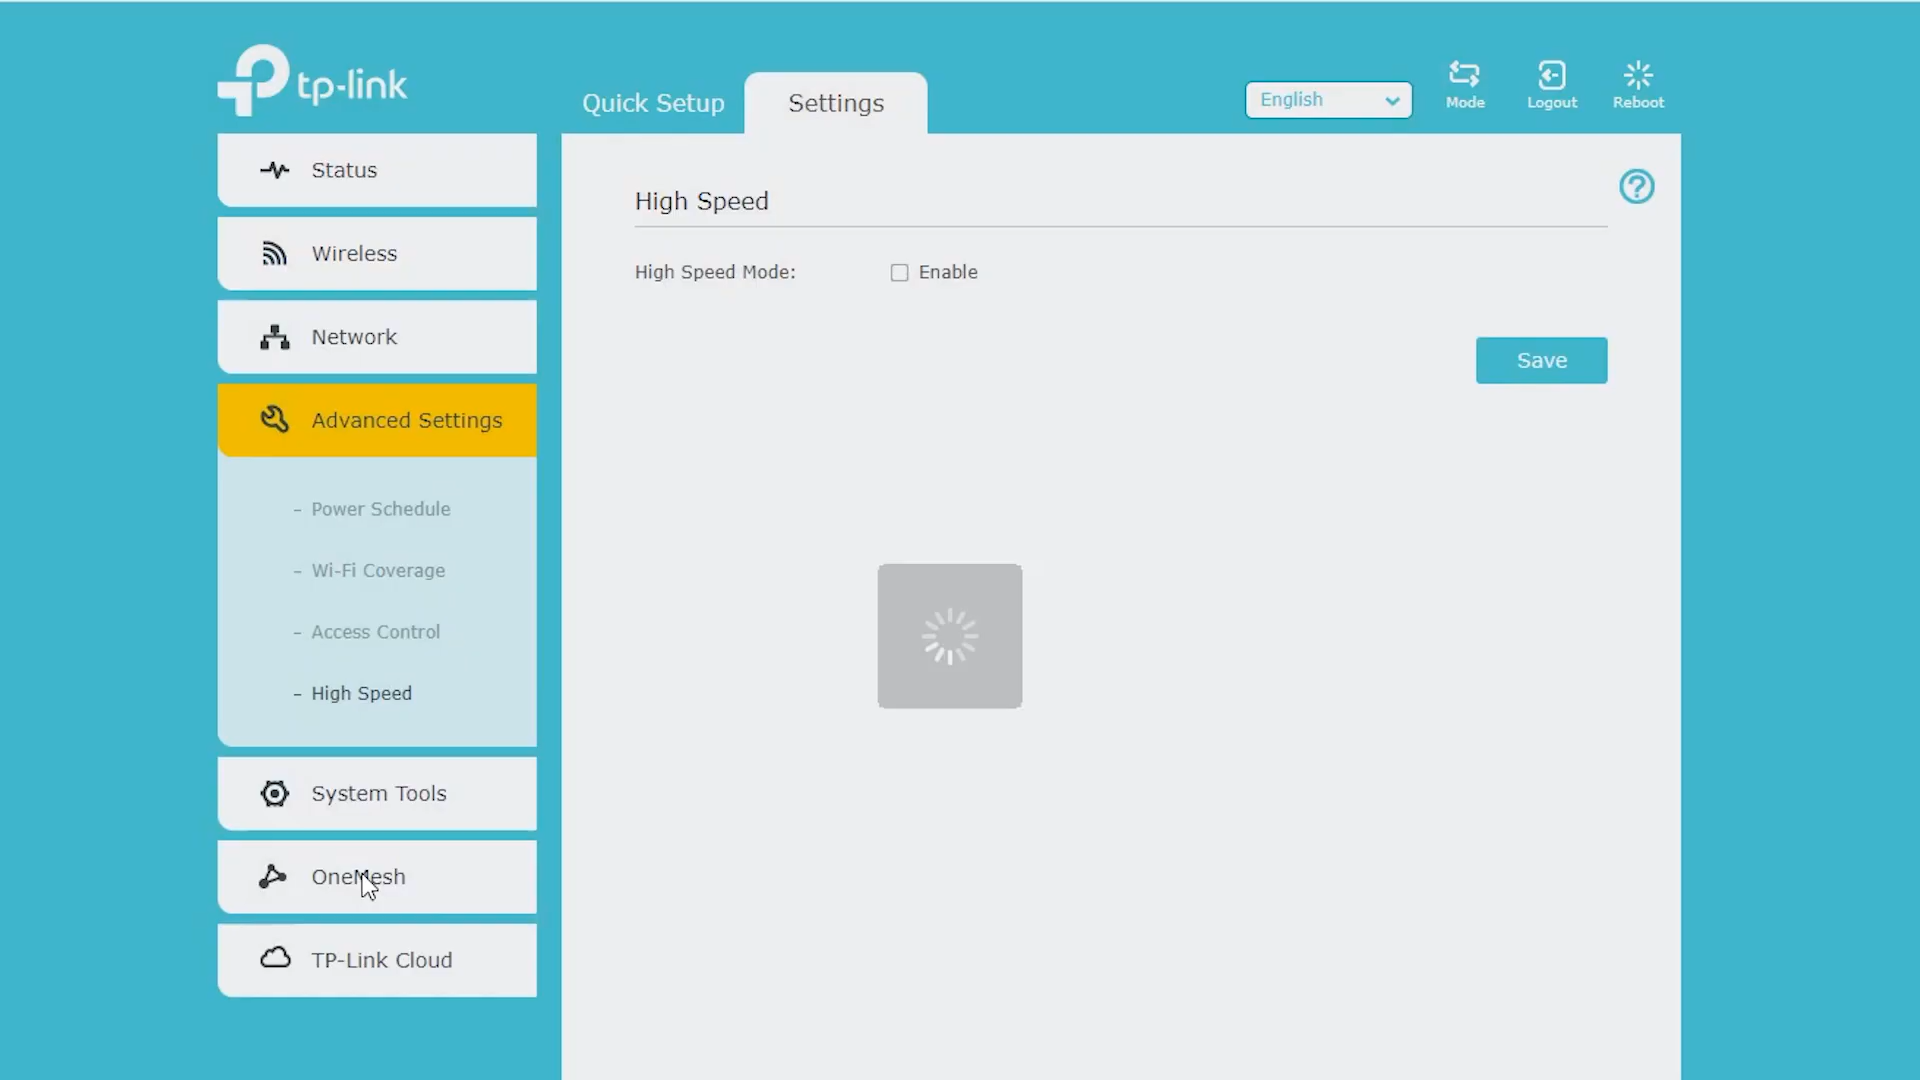 tp-link
Quick Setup
Settings
English
Mode
Logout
Reboot
Status
Wireless
Network
Advanced Settings
- Power Schedule
- Wi-Fi Coverage
- Access Control
- High Speed
System Tools
OneMesh
TP-Link Cloud
High Speed
?
High Speed Mode: Enable
Save